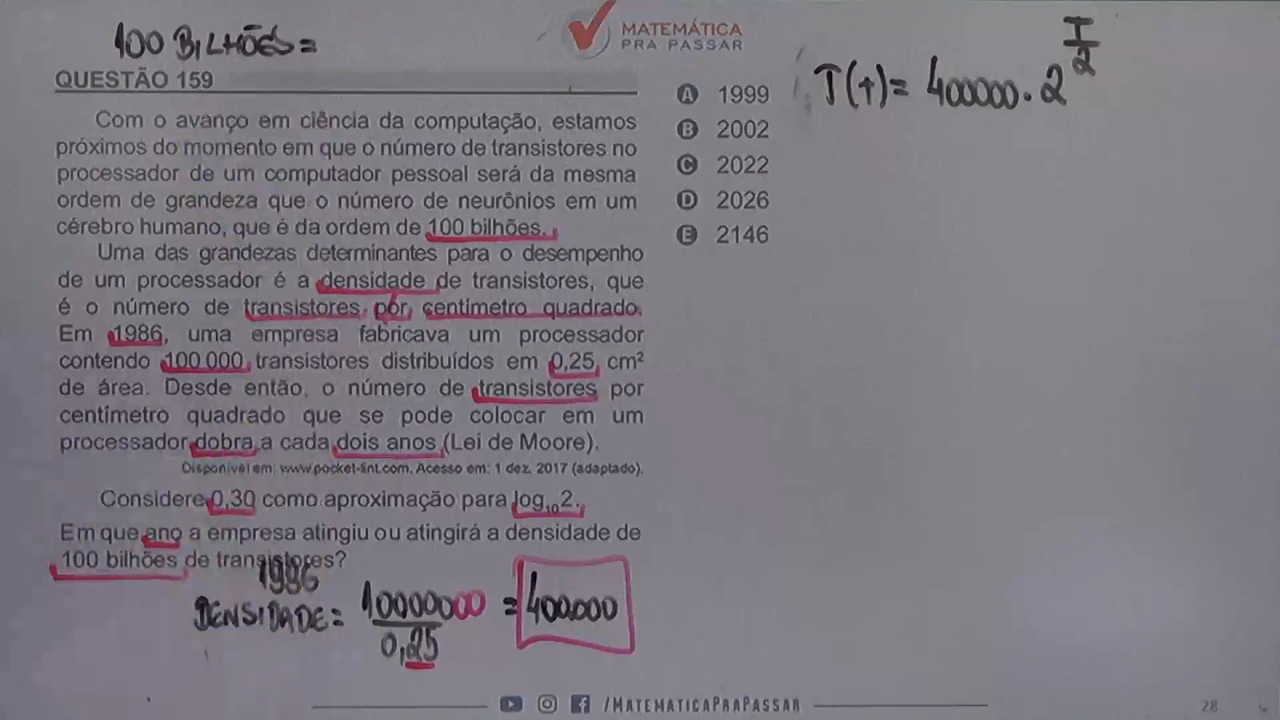 100 BILHÕES =
MATEMÁTICA
PRA PASSAR
QUESTÃO 159
Com o avanço em ciência da computação, estamos
próximos do momento em que o número de transistores no
processador de um computador pessoal será da mesma
ordem de grandeza que o número de neurônios em um
cérebro humano, que é da ordem de 100 bilhões.
Uma das grandezas determinantes para o desempenho
de um processador é a densidade de transistores, que
é o número de transistores por centímetro quadrado.
Em 1986, uma empresa fabricava um processador
contendo 100 000 transistores distribuídos em 0,25 cm²
de área. Desde então, o número de transistores por
centímetro quadrado que se pode colocar em um
processador dobra a cada dois anos (Lei de Moore).
Disponível em: www.pocket-lint.com. Acesso em: 1 dez. 2017 (adaptado).
Considere 0,30 como aproximação para log₁₀2.
Em que ano a empresa atingiu ou atingirá a densidade de
100 bilhões de transistores?
1986
DENSIDADE = 10000000 = 400.000
0,25
A 1999
B 2002
C 2022
D 2026
E 2146
T(t) = 400000 . 2^(T/2)
/MATEMATICAPRAPASSAR
28